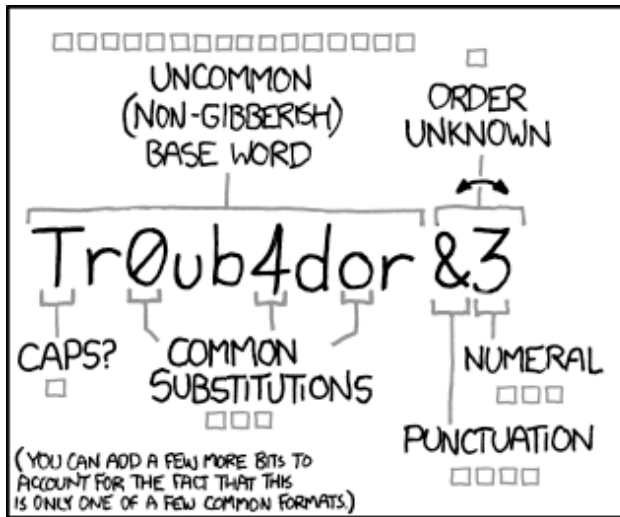 UNCOMMON
(NON-GIBBERISH)
BASE WORD
ORDER
UNKNOWN
Tr0ub4dor &3
CAPS?
COMMON
SUBSTITUTIONS
NUMERAL
PUNCTUATION
(YOU CAN ADD A FEW MORE BITS TO
ACCOUNT FOR THE FACT THAT THIS
IS ONLY ONE OF A FEW COMMON FORMATS.)